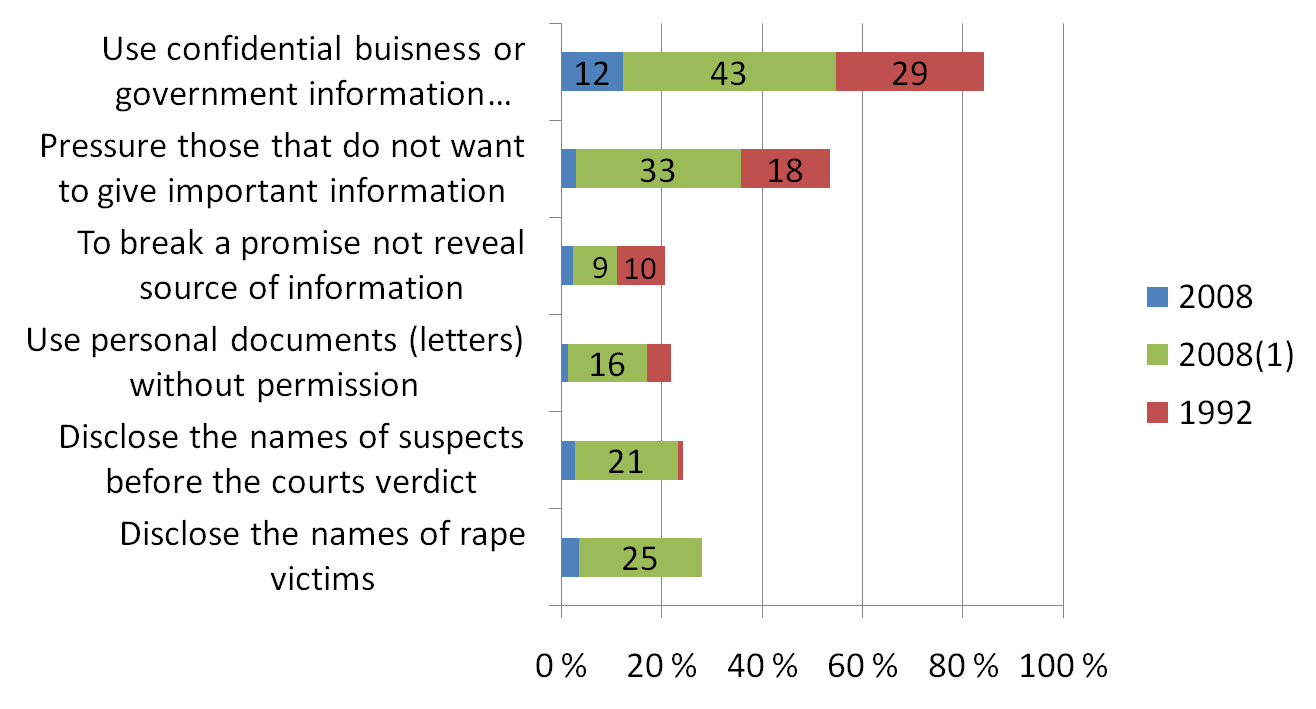 Use confidential buisness or
government information...
12 43 29
Pressure those that do not want
to give important information
33 18
To break a promise not reveal
source of information
9 10
Use personal documents (letters)
without permission
16
Disclose the names of suspects
before the courts verdict
21
Disclose the names of rape
victims
25
0 % 20 % 40 % 60 % 80 % 100 %
2008
2008(1)
1992